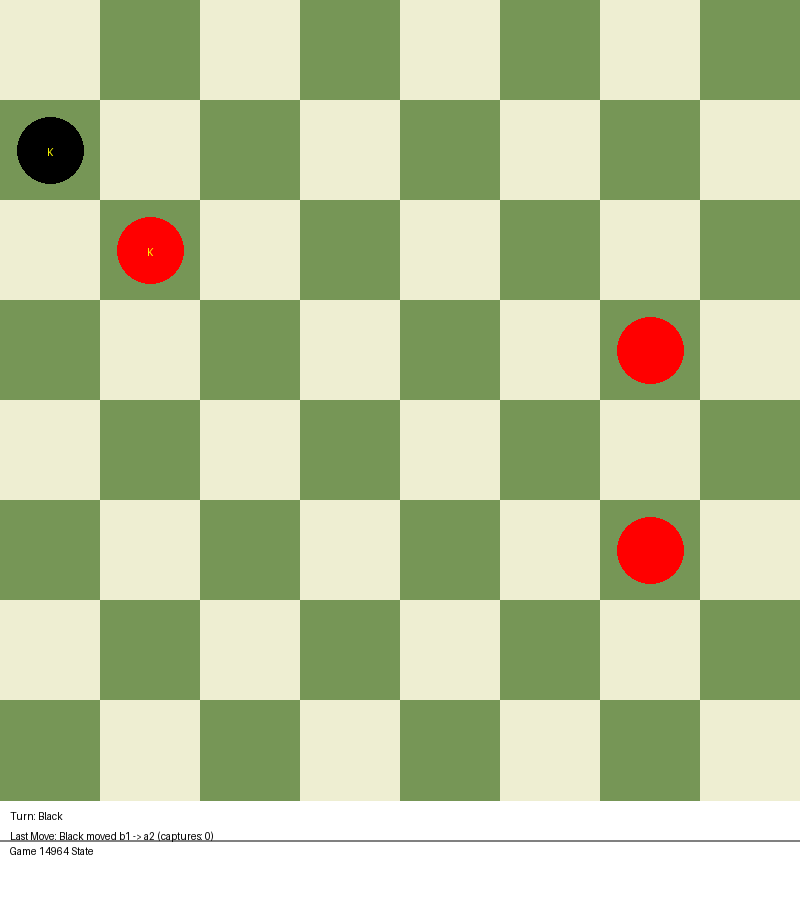 K
K
Turn: Black
Last Move: Black moved b1 -> a2 (captures: 0)
Game 14964 State